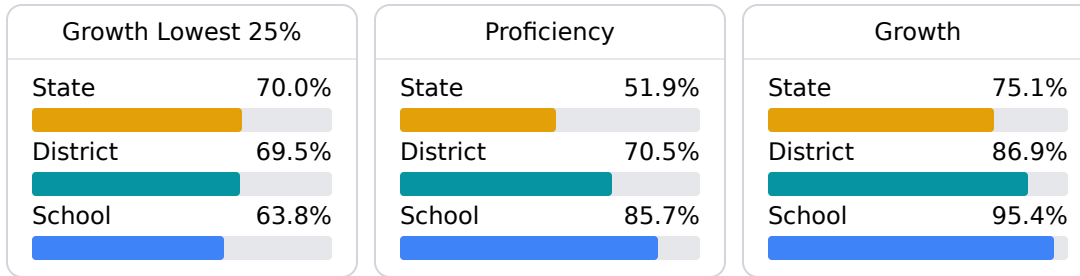 Growth Lowest 25%
State 70.0%
District 69.5%
School 63.8%
Proficiency
State 51.9%
District 70.5%
School 85.7%
Growth
State 75.1%
District 86.9%
School 95.4%